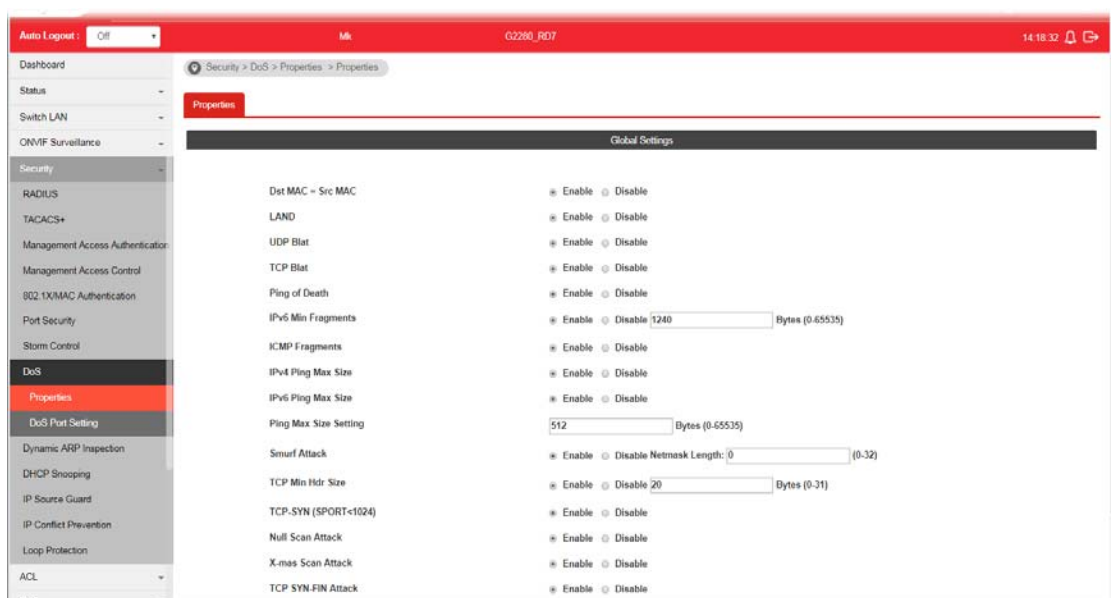 Auto Logout : Off Mk G2280_RD7 14:18:32
Dashboard
Status
Switch LAN
ONVIF Surveillance
Security
RADIUS
TACACS+
Management Access Authentication
Management Access Control
802.1X/MAC Authentication
Port Security
Storm Control
DoS
Properties
DoS Port Setting
Dynamic ARP Inspection
DHCP Snooping
IP Source Guard
IP Conflict Prevention
Loop Protection
ACL
Security > DoS > Properties > Properties
Properties
Global Settings
Dst MAC = Src MAC Enable Disable
LAND Enable Disable
UDP Blat Enable Disable
TCP Blat Enable Disable
Ping of Death Enable Disable
IPv6 Min Fragments Enable Disable 1240 Bytes (0-65535)
ICMP Fragments Enable Disable
IPv4 Ping Max Size Enable Disable
IPv6 Ping Max Size Enable Disable
Ping Max Size Setting 512 Bytes (0-65535)
Smurf Attack Enable Disable Netmask Length: 0 (0-32)
TCP Min Hdr Size Enable Disable 20 Bytes (0-31)
TCP-SYN (SPORT<1024) Enable Disable
Null Scan Attack Enable Disable
X-mas Scan Attack Enable Disable
TCP SYN-FIN Attack Enable Disable